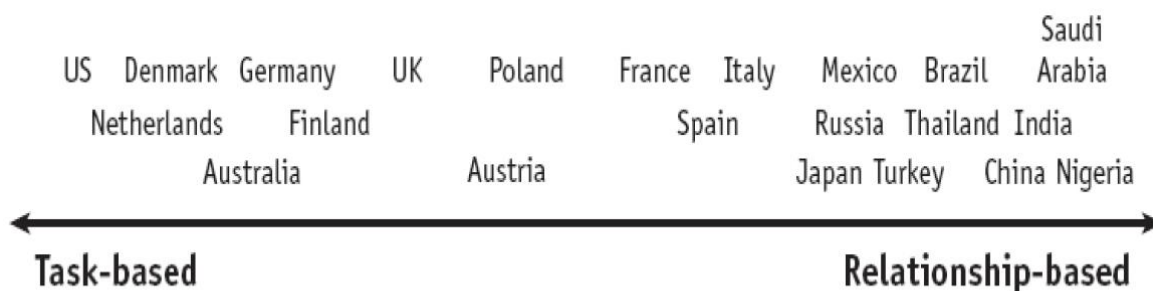 Saudi
US Denmark Germany UK Poland France Italy Mexico Brazil Arabia
Netherlands Finland Spain Russia Thailand India
Australia Austria Japan Turkey China Nigeria
Task-based Relationship-based